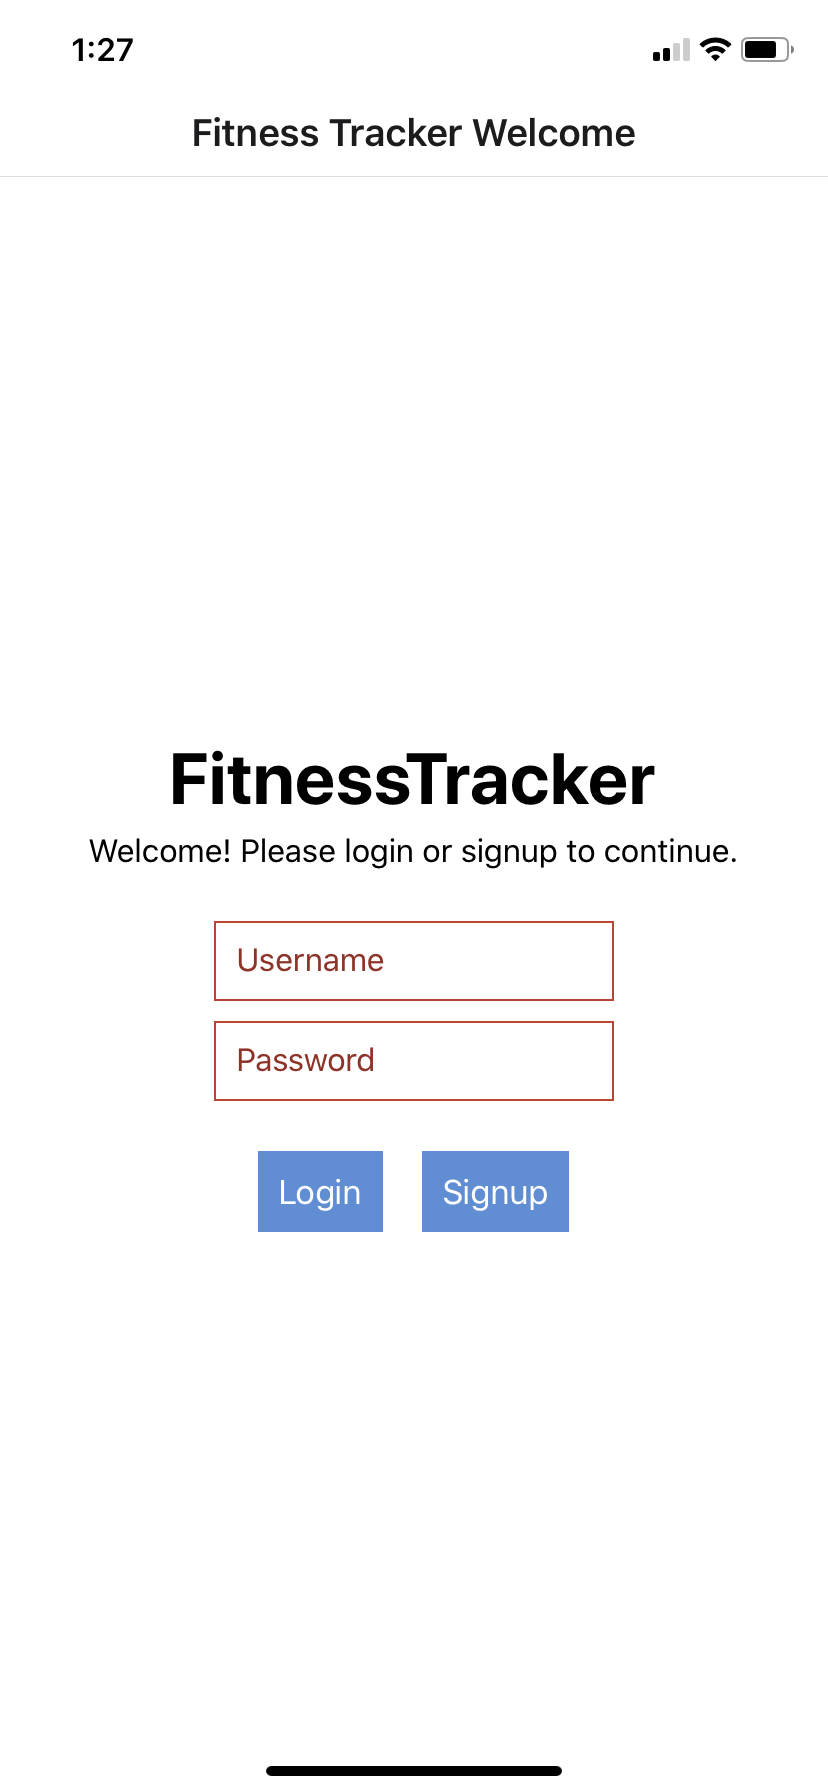 1:27
Fitness Tracker Welcome
FitnessTracker
Welcome! Please login or signup to continue.
Username
Password
Login Signup